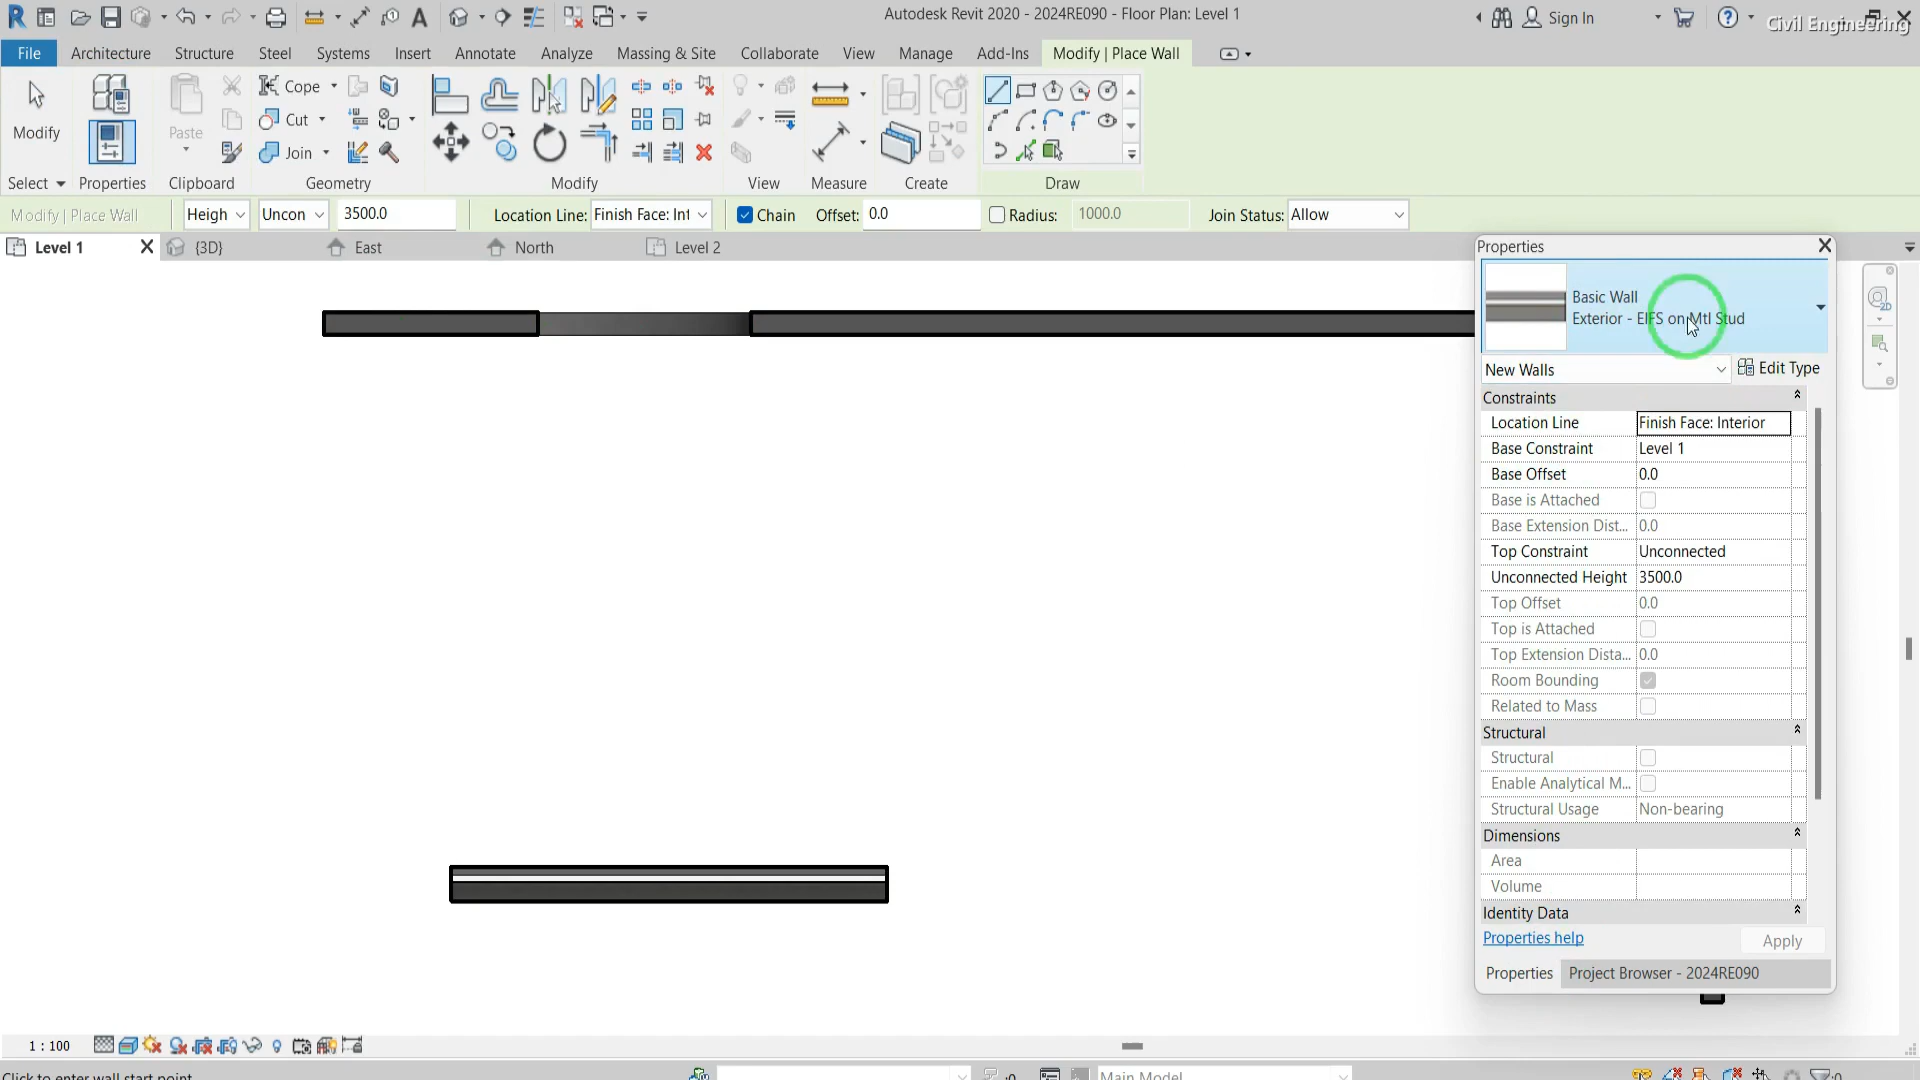 Autodesk Revit 2020 - 2024RE090 - Floor Plan: Level 1
Sign In
Civil Engineering
File Architecture Structure Steel Systems Insert Annotate Analyze Massing & Site Collaborate View Manage Add-Ins Modify | Place Wall
Modify
Paste
Cope
Cut
Join
Select Properties Clipboard Geometry Modify View Measure Create Draw
Modify | Place Wall Heigh Uncon 3500.0 Location Line: Finish Face: Int Chain Offset: 0.0 Radius: 1000.0 Join Status: Allow
Level 1 {3D} East North Level 2
Properties
Basic Wall
Exterior - EIFS on Mtl Stud
New Walls Edit Type
Constraints
Location Line Finish Face: Interior
Base Constraint Level 1
Base Offset 0.0
Base is Attached
Base Extension Dist... 0.0
Top Constraint Unconnected
Unconnected Height 3500.0
Top Offset 0.0
Top is Attached
Top Extension Dista... 0.0
Room Bounding
Related to Mass
Structural
Structural
Enable Analytical M...
Structural Usage Non-bearing
Dimensions
Area
Volume
Identity Data
Properties help Apply
Properties Project Browser - 2024RE090
1 : 100
Click to enter wall start point
:0 Main Model :0